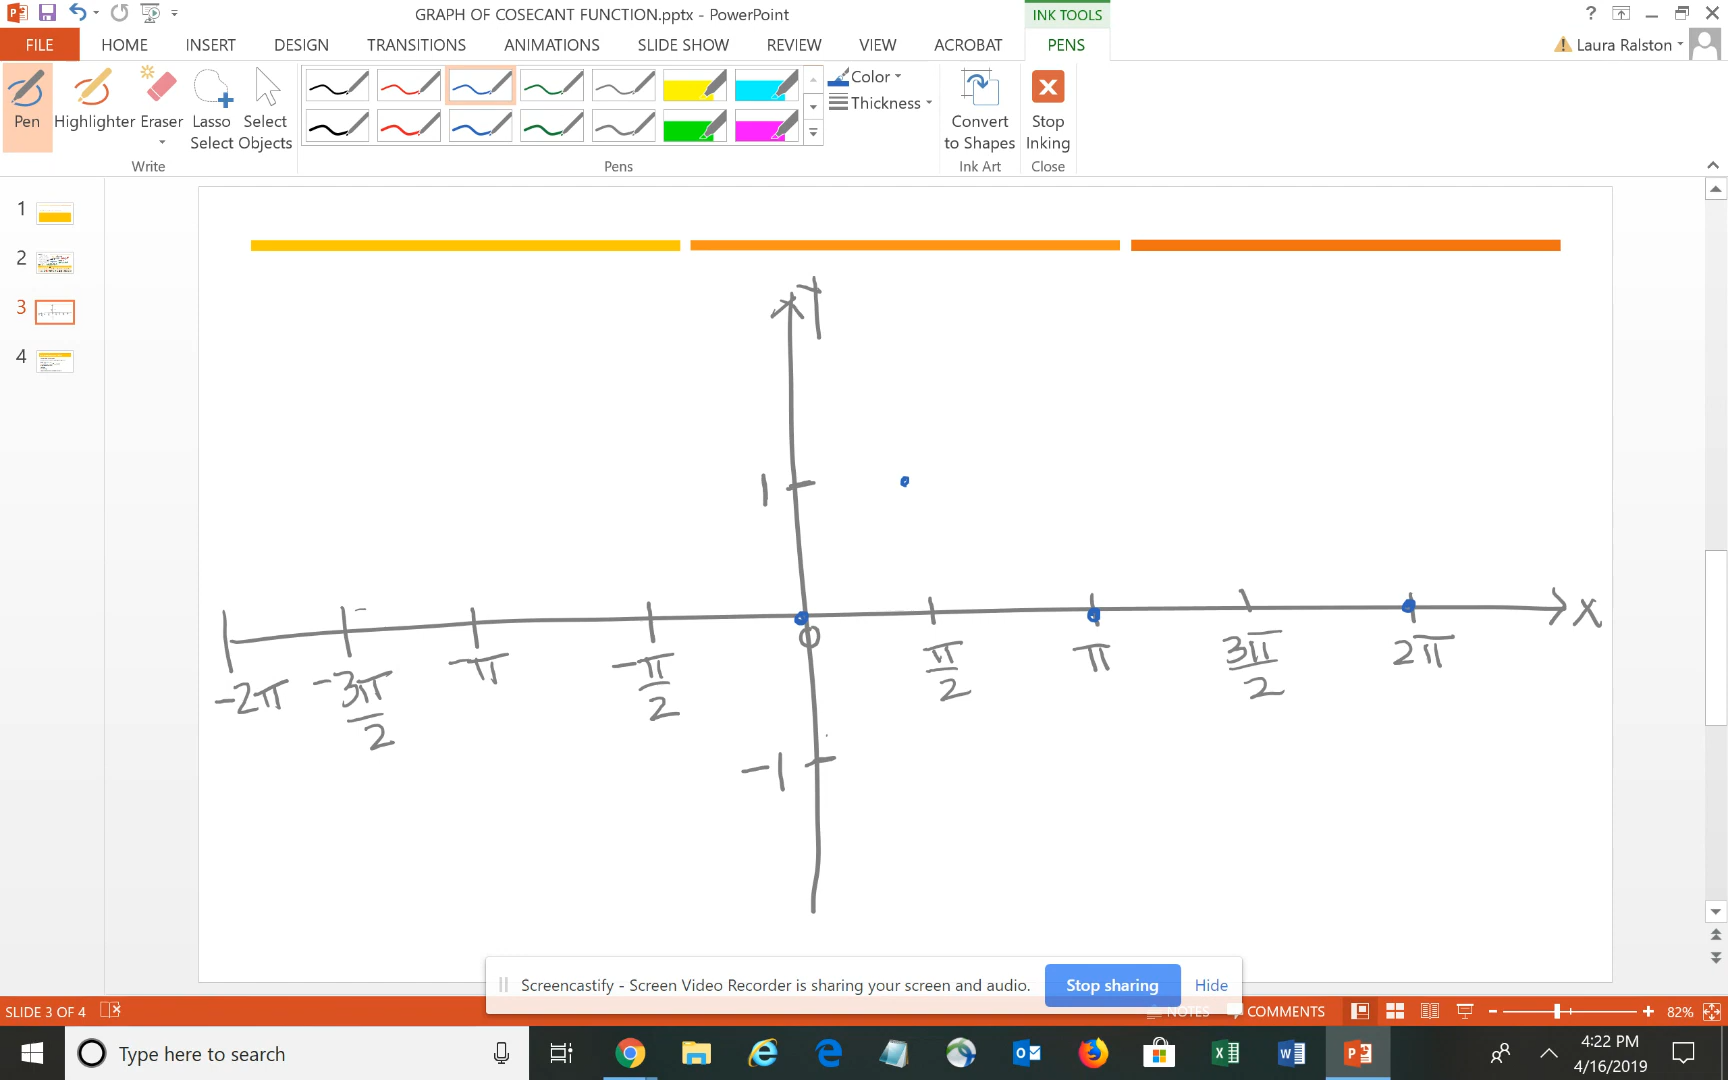 GRAPH OF COSECANT FUNCTION.pptx - PowerPoint
INK TOOLS
?
FILE HOME INSERT DESIGN TRANSITIONS ANIMATIONS SLIDE SHOW REVIEW VIEW ACROBAT PENS
Laura Ralston
Pen Highlighter Eraser Lasso Select Select Objects
Color
Thickness
Convert to Shapes
Stop Inking
Write Pens Ink Art Close
1
2
3
4
Y
1
0
X
-2π -3π/2 -π -π/2 π/2 π 3π/2 2π
-1
Screencastify - Screen Video Recorder is sharing your screen and audio. Stop sharing Hide
SLIDE 3 OF 4 NOTES COMMENTS 82%
Type here to search
4:22 PM
4/16/2019